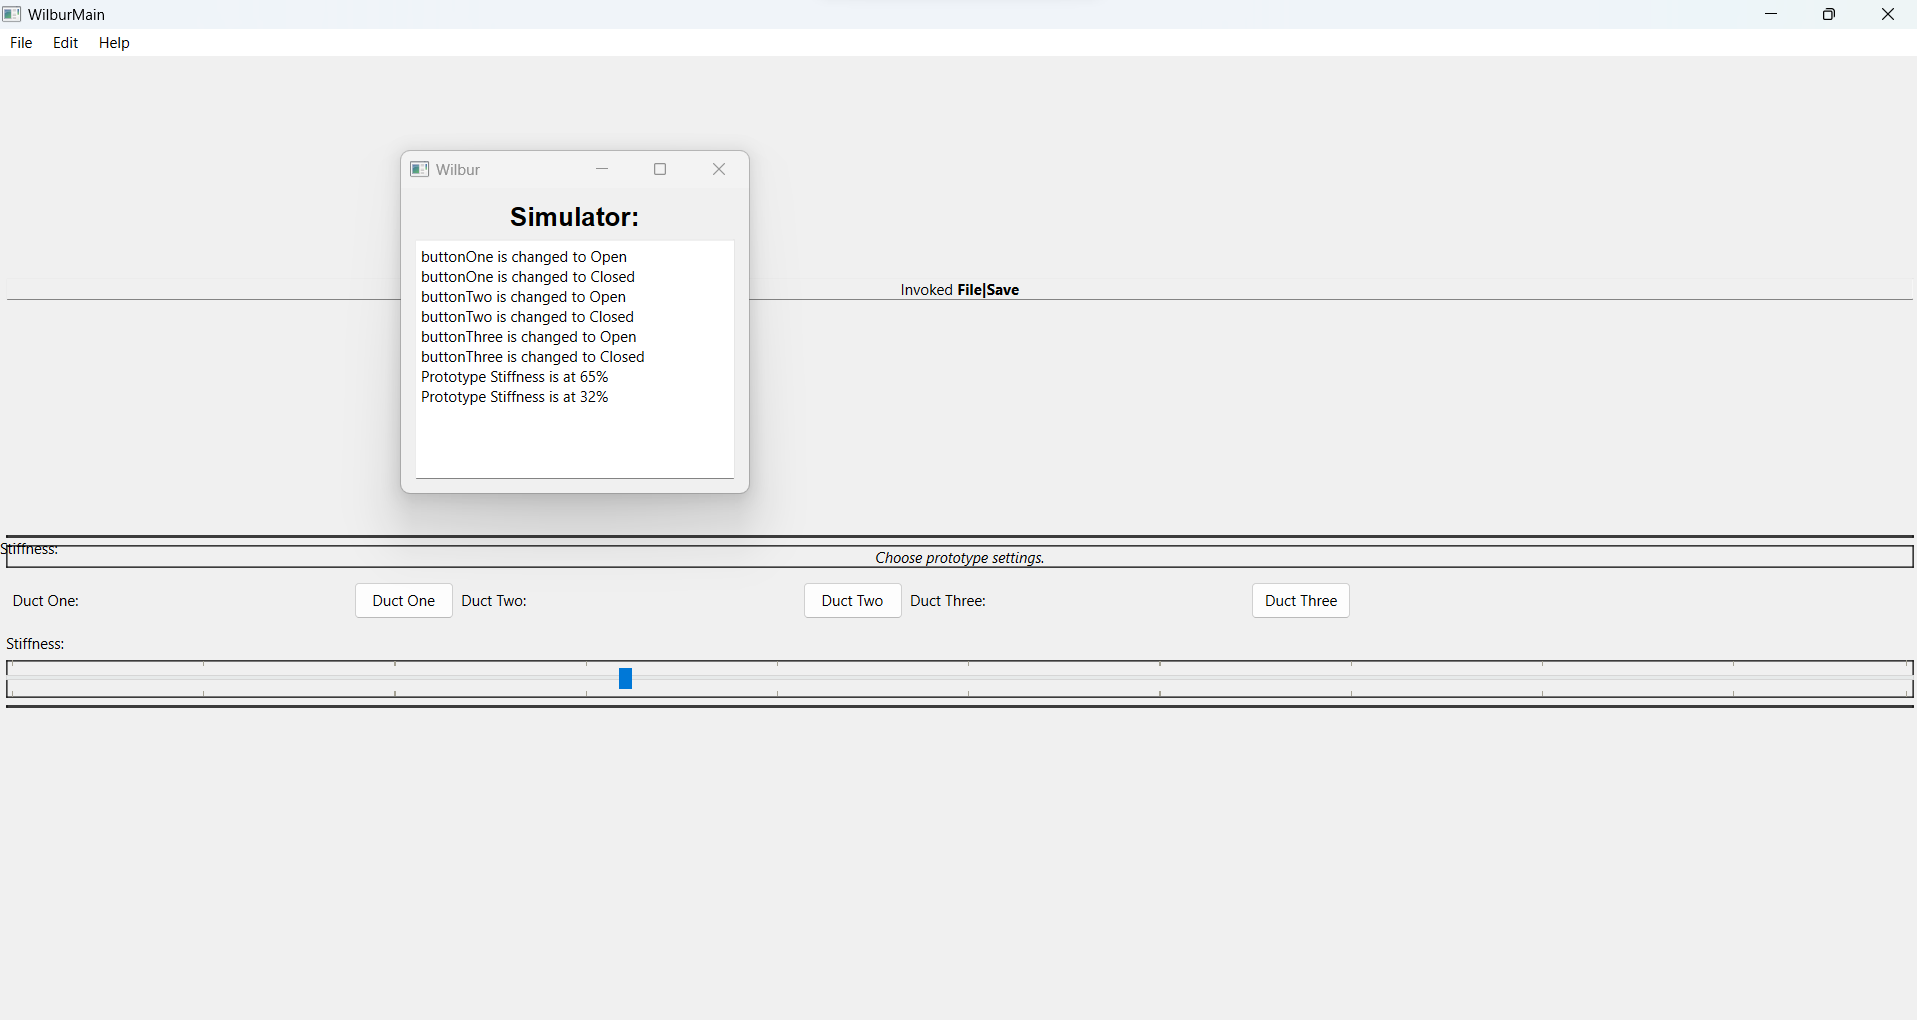 WilburMain
File Edit Help
Wilbur
Simulator:
buttonOne is changed to Open
buttonOne is changed to Closed
buttonTwo is changed to Open
buttonTwo is changed to Closed
buttonThree is changed to Open
buttonThree is changed to Closed
Prototype Stiffness is at 65%
Prototype Stiffness is at 32%
Invoked File|Save
Stiffness:
Choose prototype settings.
Duct One: Duct One Duct Two: Duct Two Duct Three: Duct Three
Stiffness: